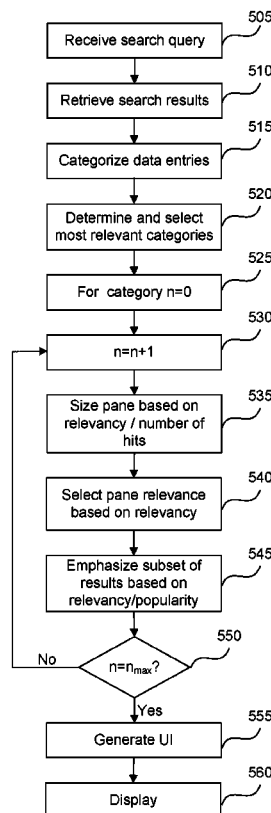 505
Receive search query
510
Retrieve search results
515
Categorize data entries
520
Determine and select
most relevant categories
525
For category n=0
530
n=n+1
535
Size pane based on
relevancy / number of
hits
540
Select pane relevance
based on relevancy
545
Emphasize subset of
results based on
relevancy/popularity
550
No
n=nmax?
Yes
555
Generate UI
560
Display